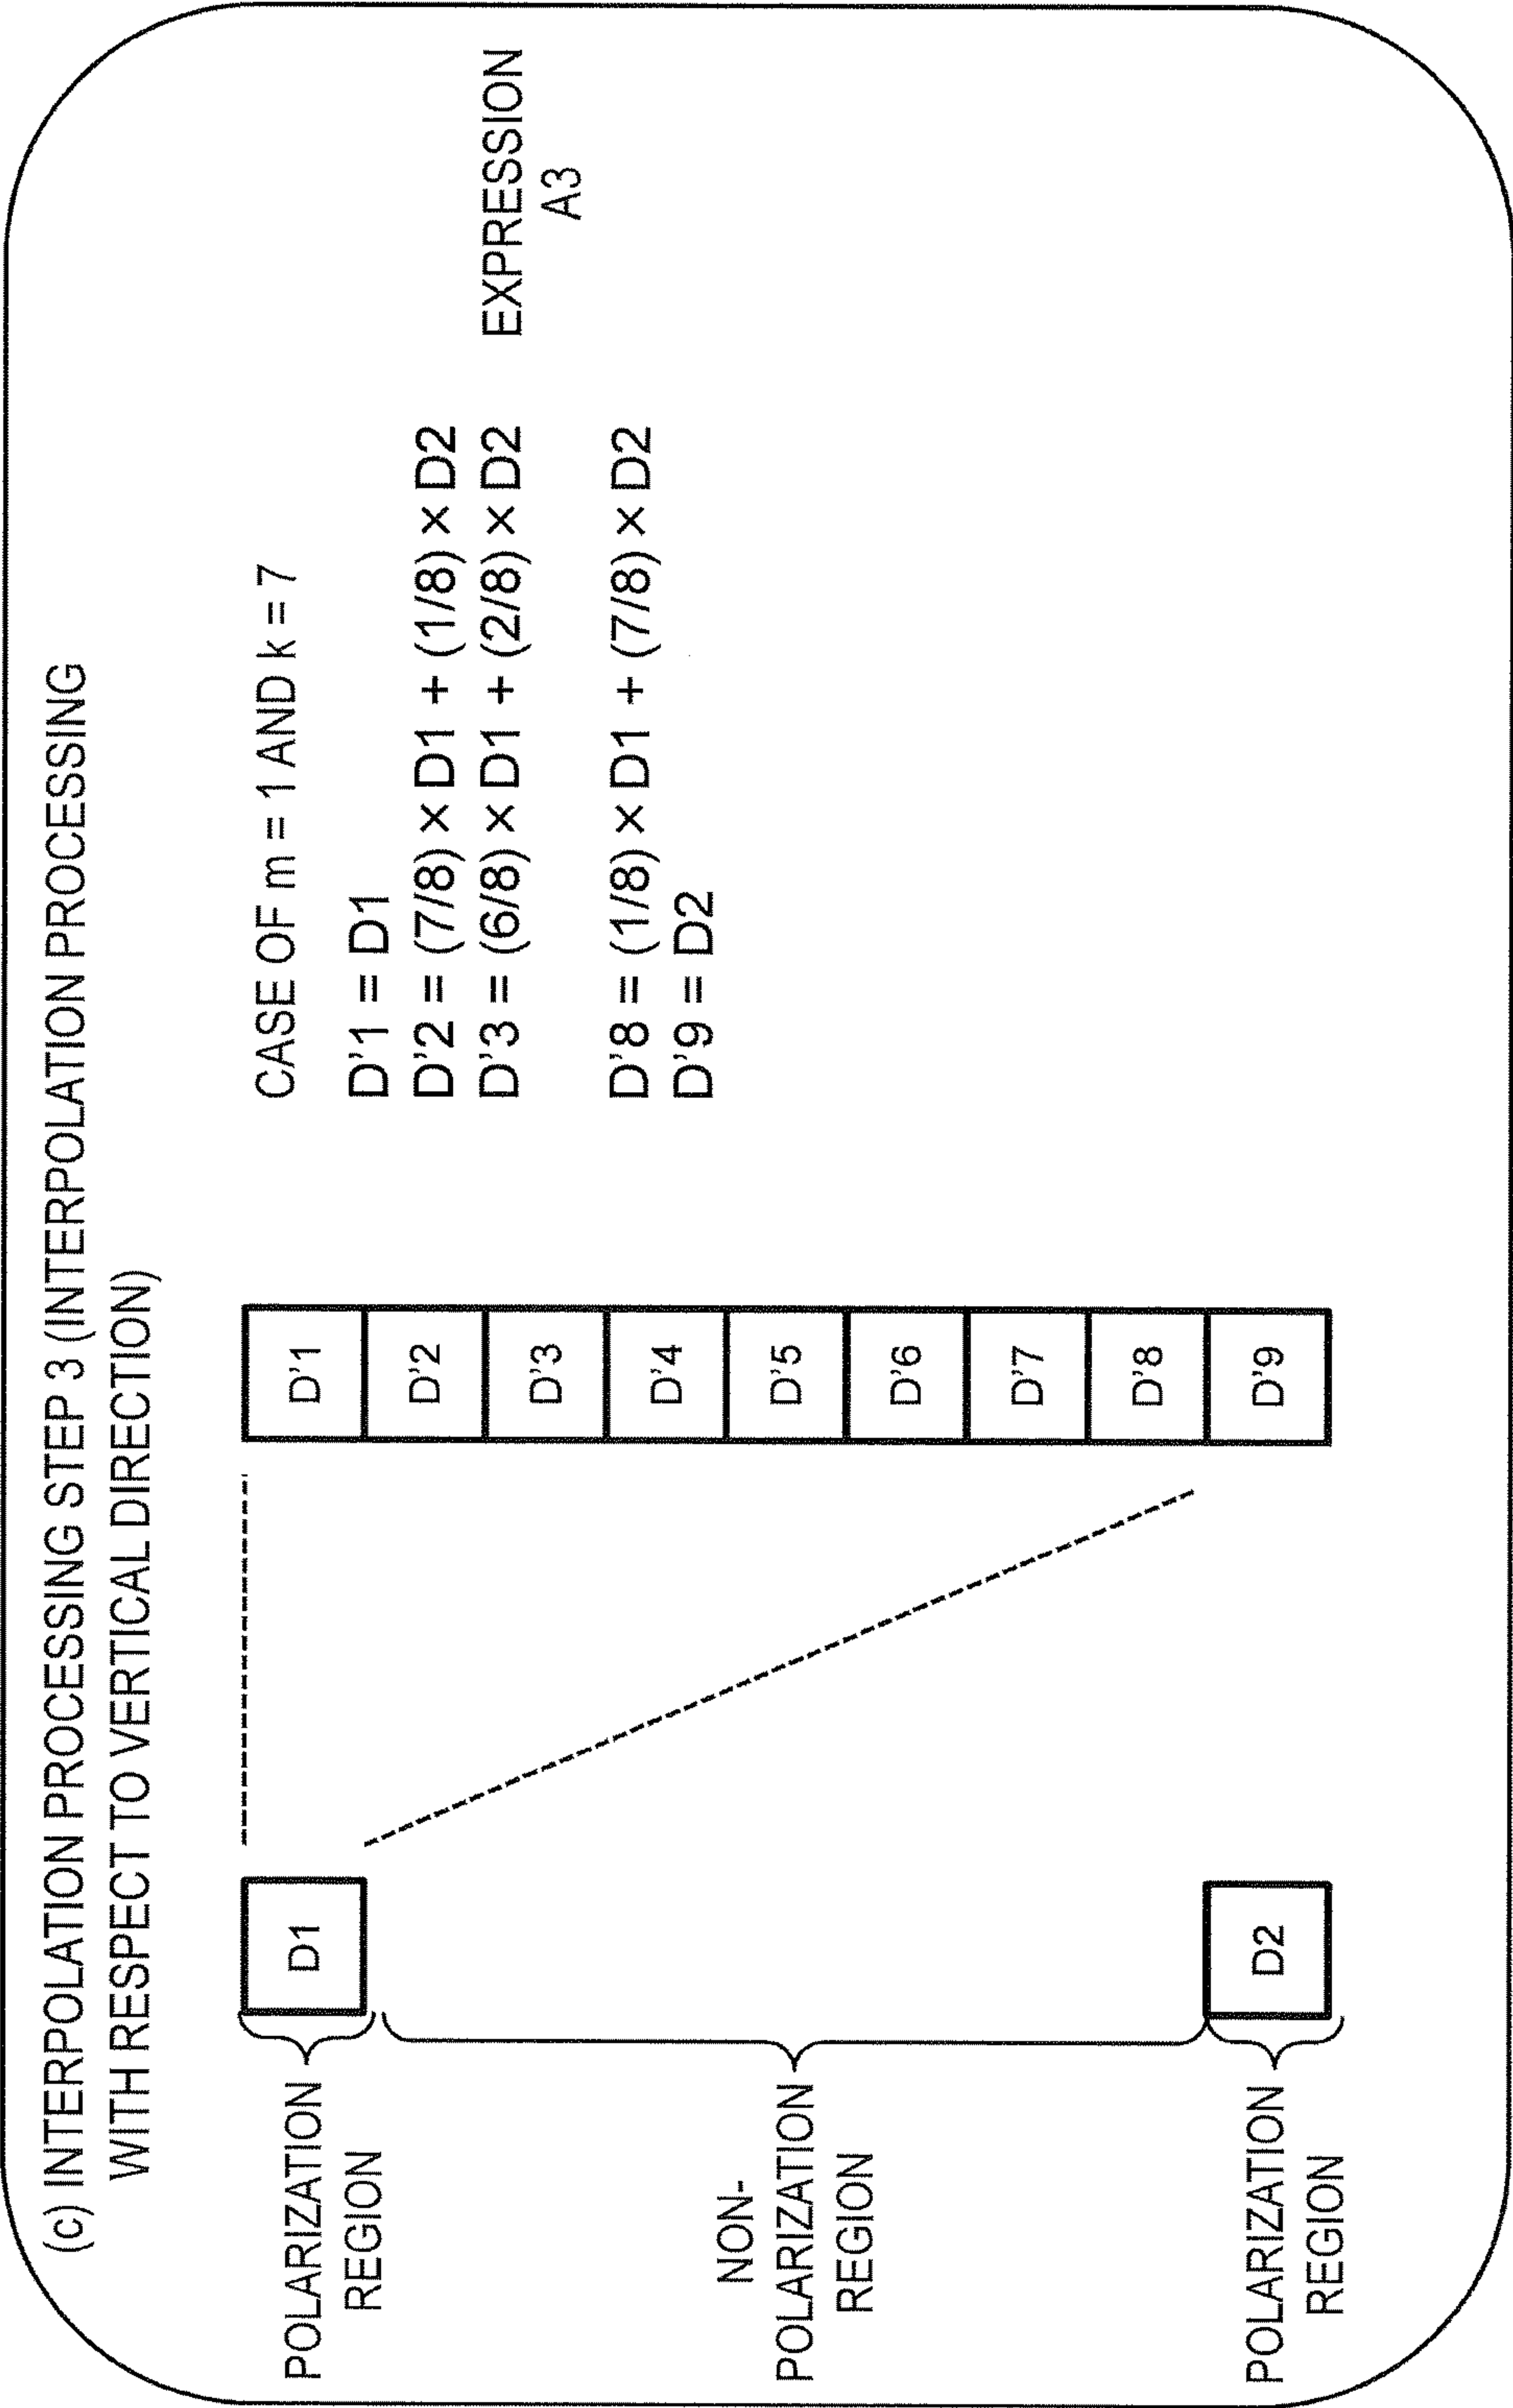 (c) INTERPOLATION PROCESSING STEP 3 (INTERPOLATION PROCESSING
WITH RESPECT TO VERTICAL DIRECTION)
POLARIZATION
REGION
NON-
POLARIZATION
REGION
POLARIZATION
REGION
D1
D2
D'1
D'2
D'3
D'4
D'5
D'6
D'7
D'8
D'9
CASE OF m = 1 AND k = 7
D'1 = D1
D'2 = (7/8) × D1 + (1/8) × D2
D'3 = (6/8) × D1 + (2/8) × D2
D'8 = (1/8) × D1 + (7/8) × D2
D'9 = D2
EXPRESSION
A3